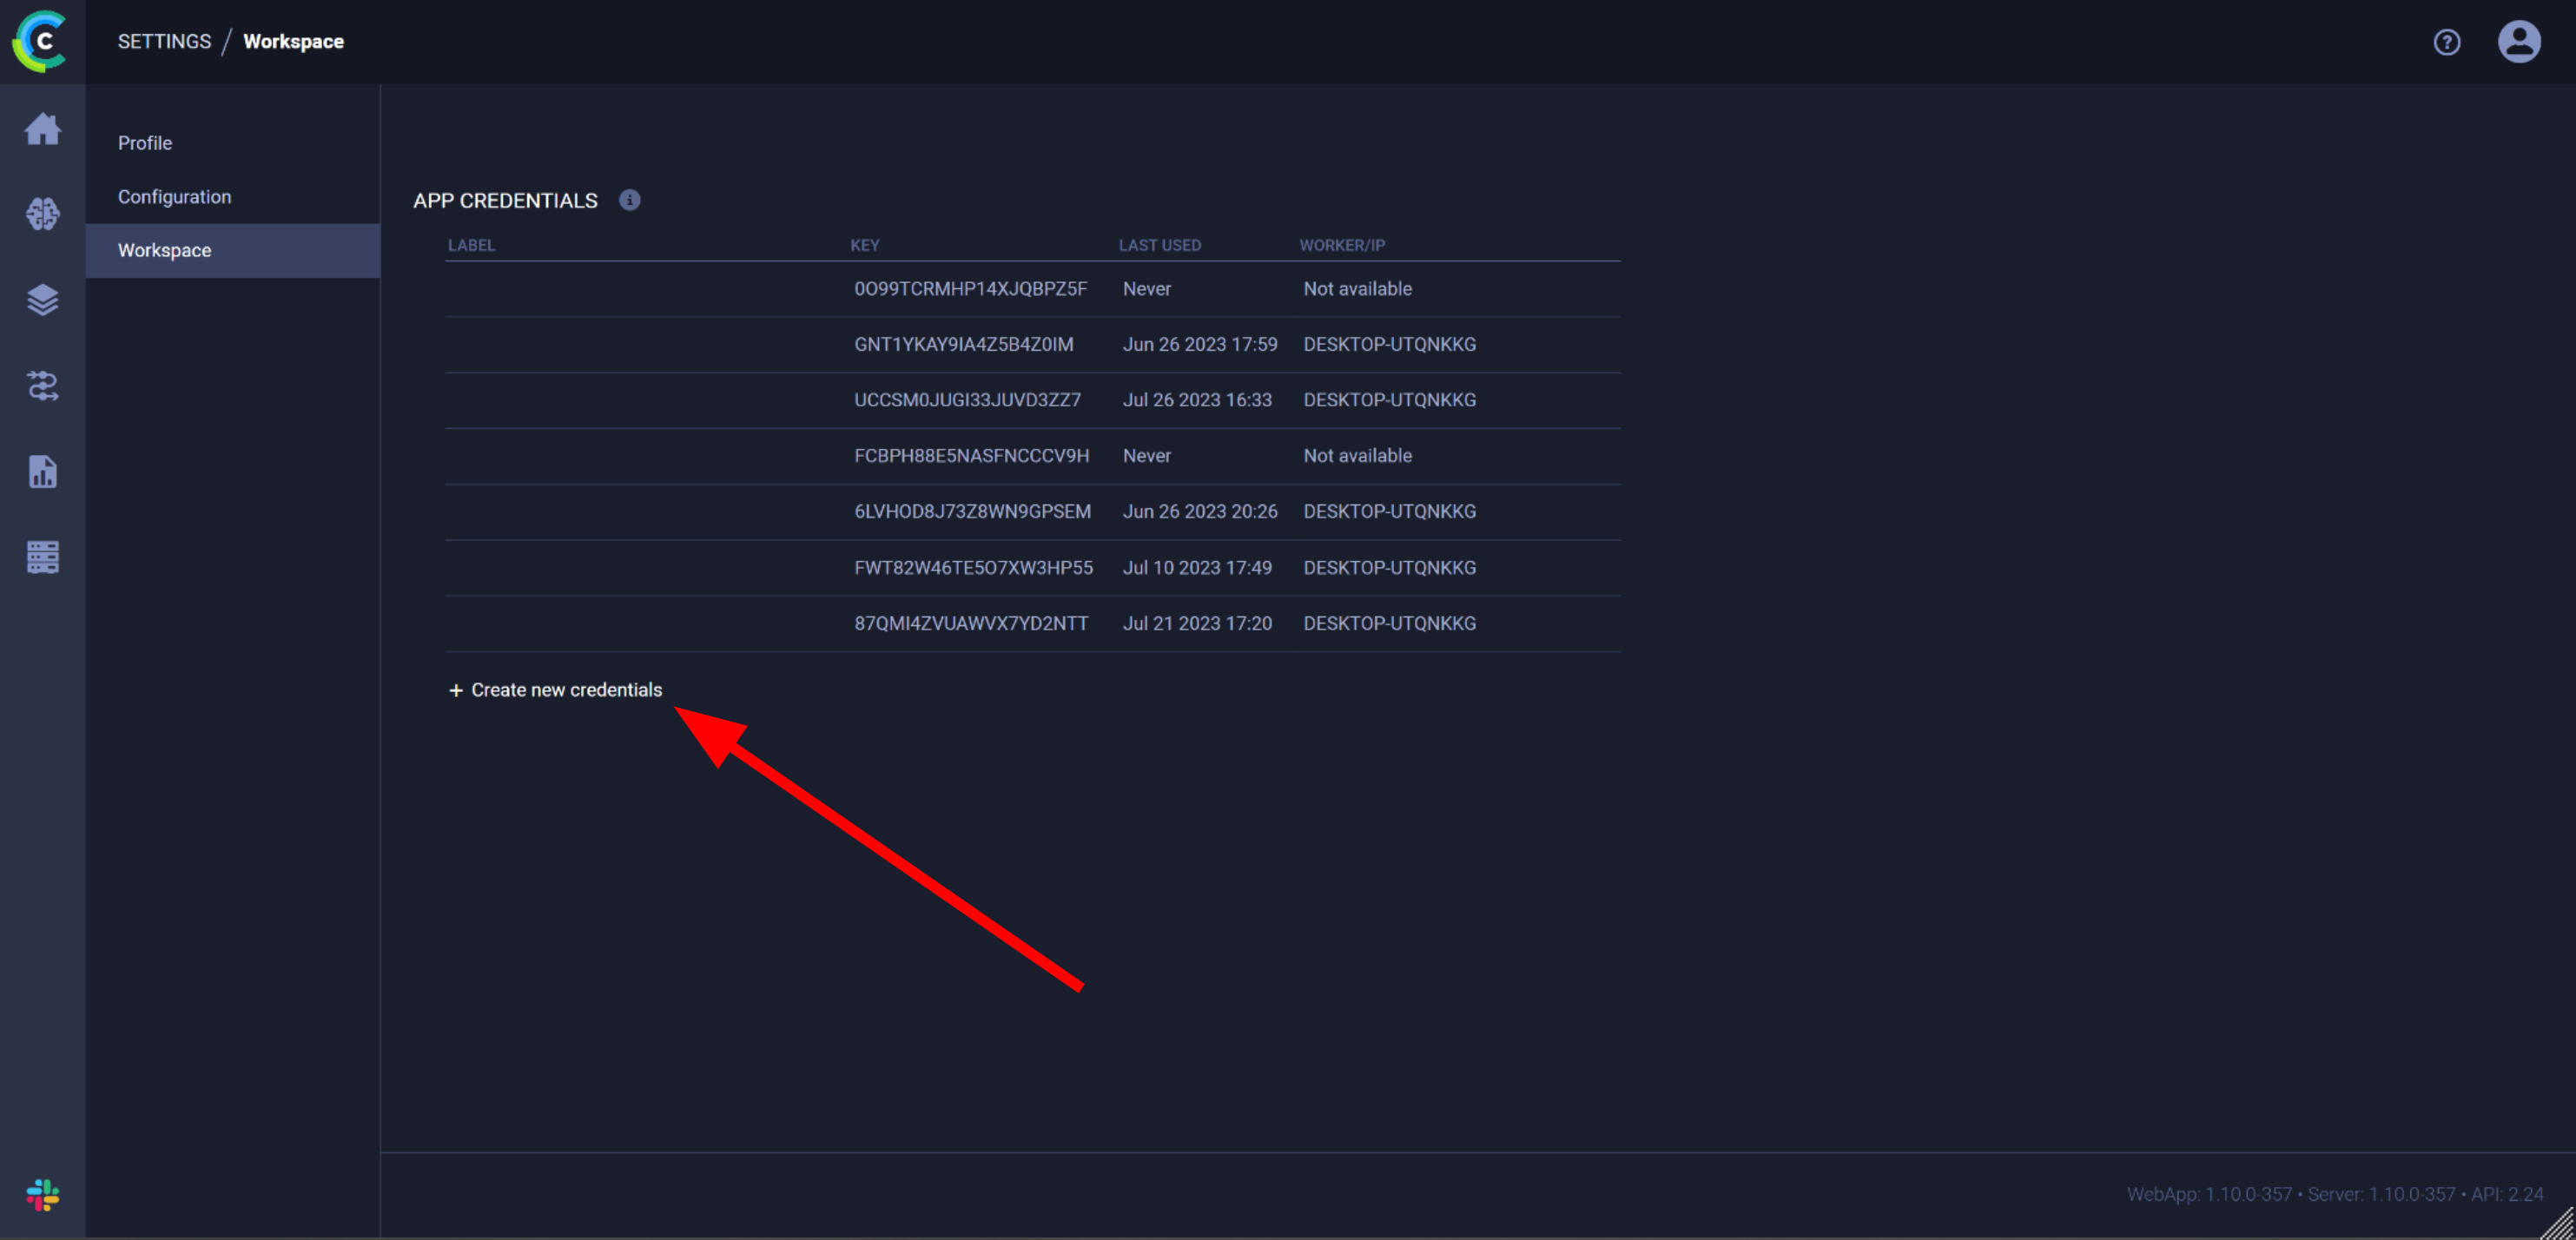 C
SETTINGS / Workspace
Profile
Configuration
Workspace
APP CREDENTIALS
LABEL KEY LAST USED WORKER/IP
0O99TCRMHP14XJQBPZ5F Never Not available
GNT1YKAY9IA4Z5B4Z0IM Jun 26 2023 17:59 DESKTOP-UTQNKKG
UCCSM0JUGI33JUVD3ZZ7 Jul 26 2023 16:33 DESKTOP-UTQNKKG
FCBPH88E5NASFNCCCV9H Never Not available
6LVHOD8J73Z8WN9GPSEM Jun 26 2023 20:26 DESKTOP-UTQNKKG
FWT82W46TE5O7XW3HP55 Jul 10 2023 17:49 DESKTOP-UTQNKKG
87QMI4ZVUAWVX7YD2NTT Jul 21 2023 17:20 DESKTOP-UTQNKKG
+ Create new credentials
WebApp: 1.10.0-357 • Server: 1.10.0-357 • API: 2.24